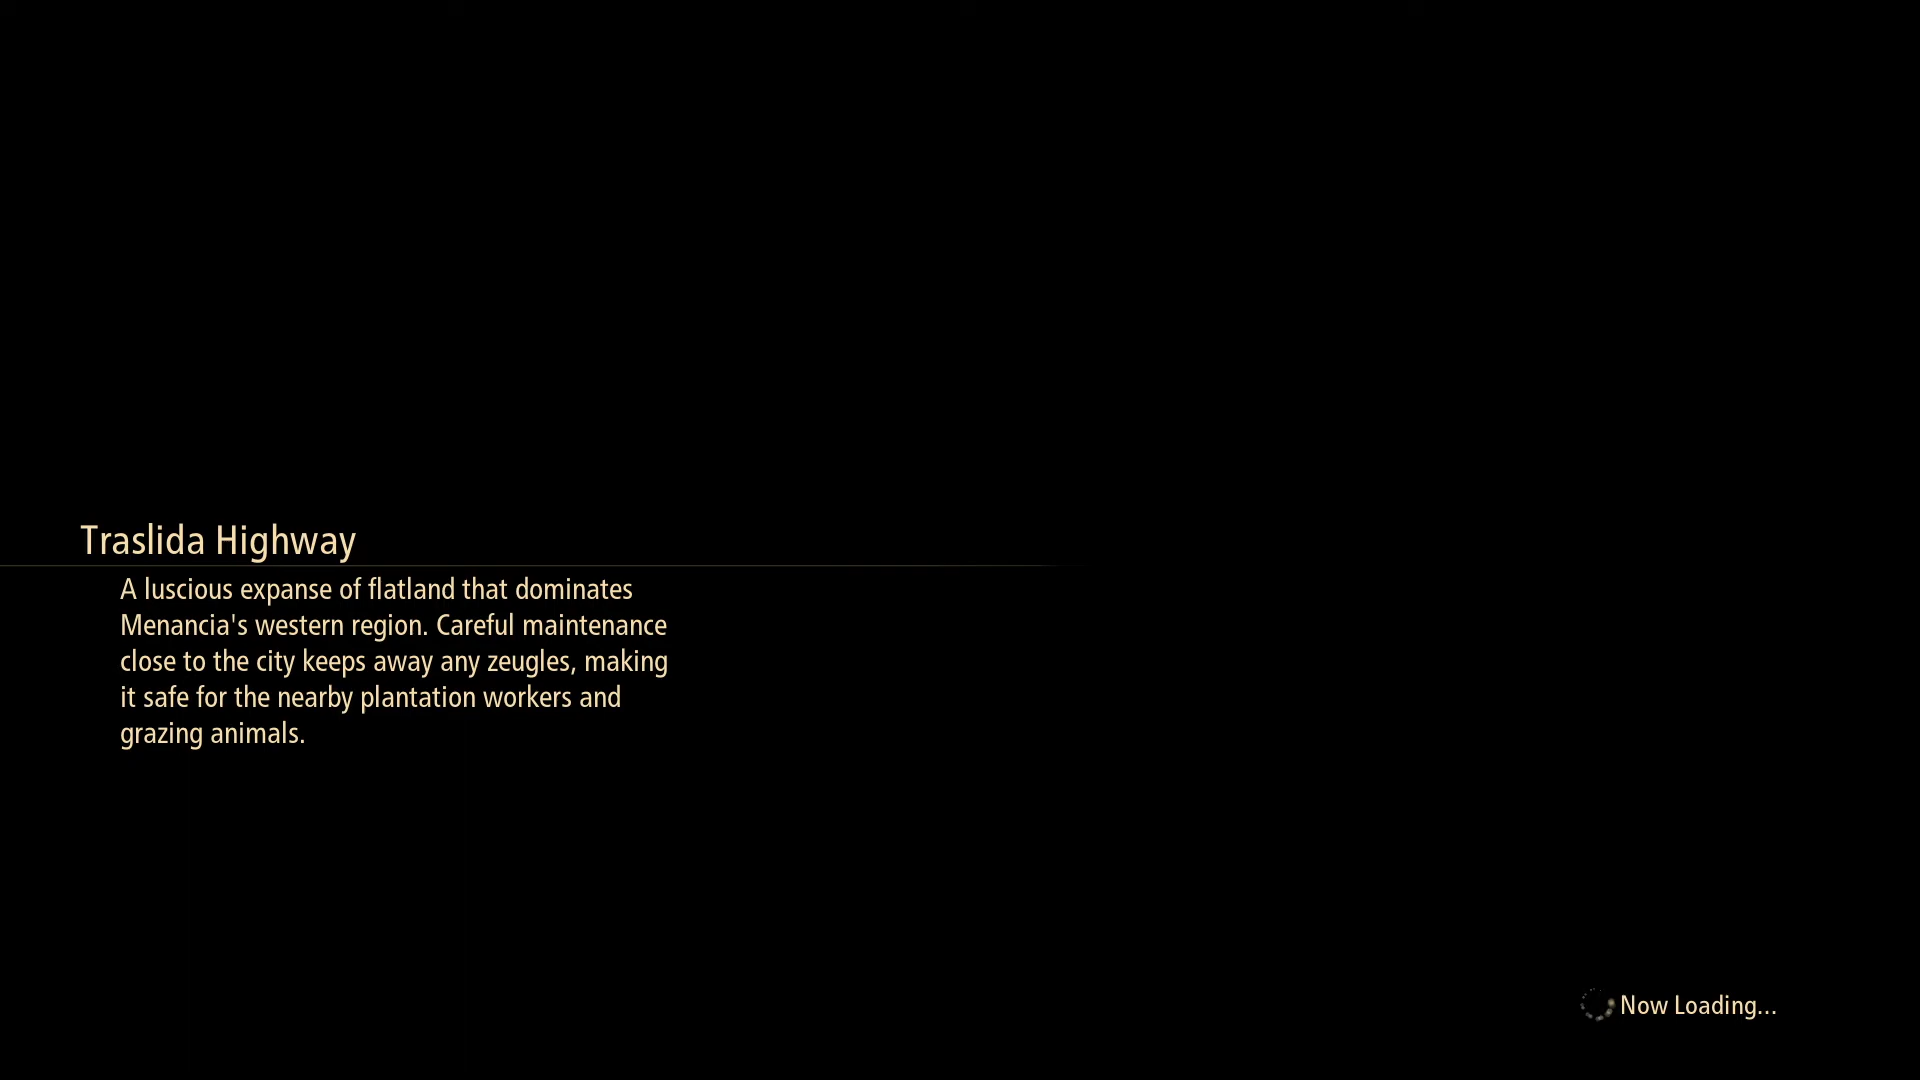 Traslida Highway
A luscious expanse of flatland that dominates
Menancia's western region. Careful maintenance
close to the city keeps away any zeugles, making
it safe for the nearby plantation workers and
grazing animals.
Now Loading...